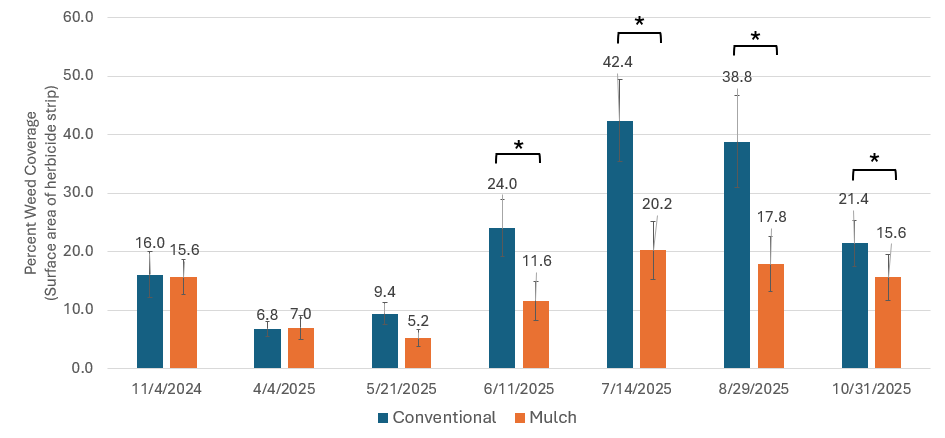 60.0
50.0
40.0
30.0
20.0
10.0
0.0
Percent Weed Coverage
(Surface area of herbicide strip)
16.0 15.6
6.8 7.0
9.4 5.2
* 24.0 11.6
* 42.4 20.2
* 38.8 17.8
* 21.4 15.6
11/4/2024 4/4/2025 5/21/2025 6/11/2025 7/14/2025 8/29/2025 10/31/2025
Conventional Mulch